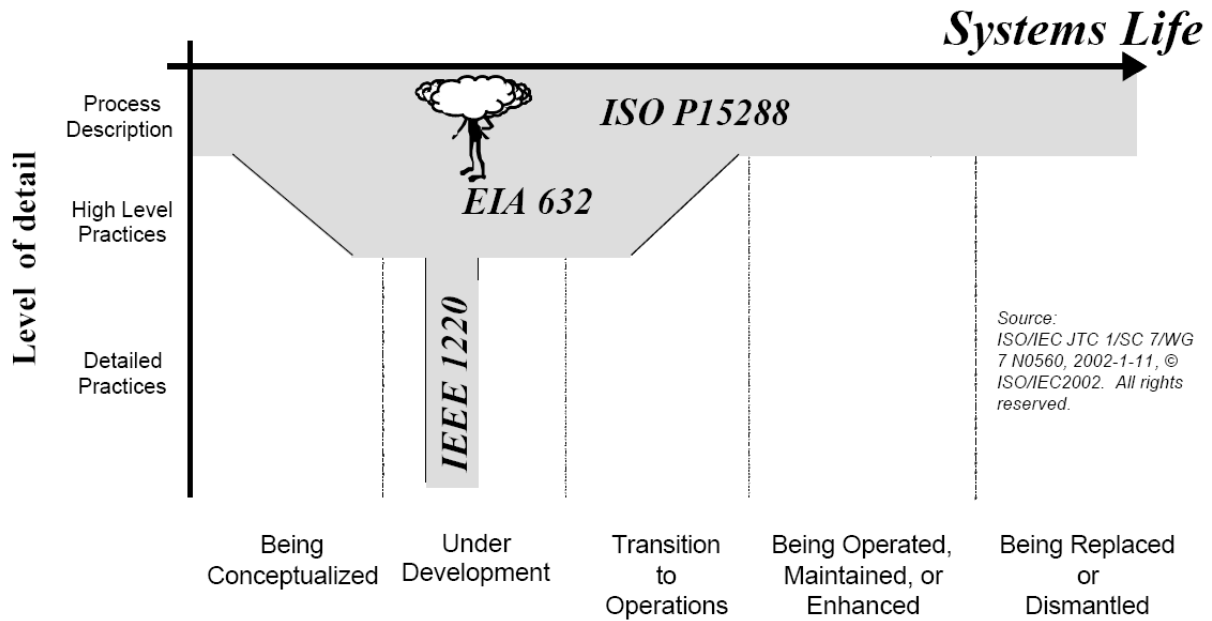 Systems Life
Level of detail
Process
Description
ISO P15288
High Level
Practices
EIA 632
Detailed
Practices
IEEE 1220
Source:
ISO/IEC JTC 1/SC 7/WG
7 N0560, 2002-1-11, ©
ISO/IEC2002. All rights
reserved.
Being
Conceptualized
Under
Development
Transition
to
Operations
Being Operated,
Maintained, or
Enhanced
Being Replaced
or
Dismantled